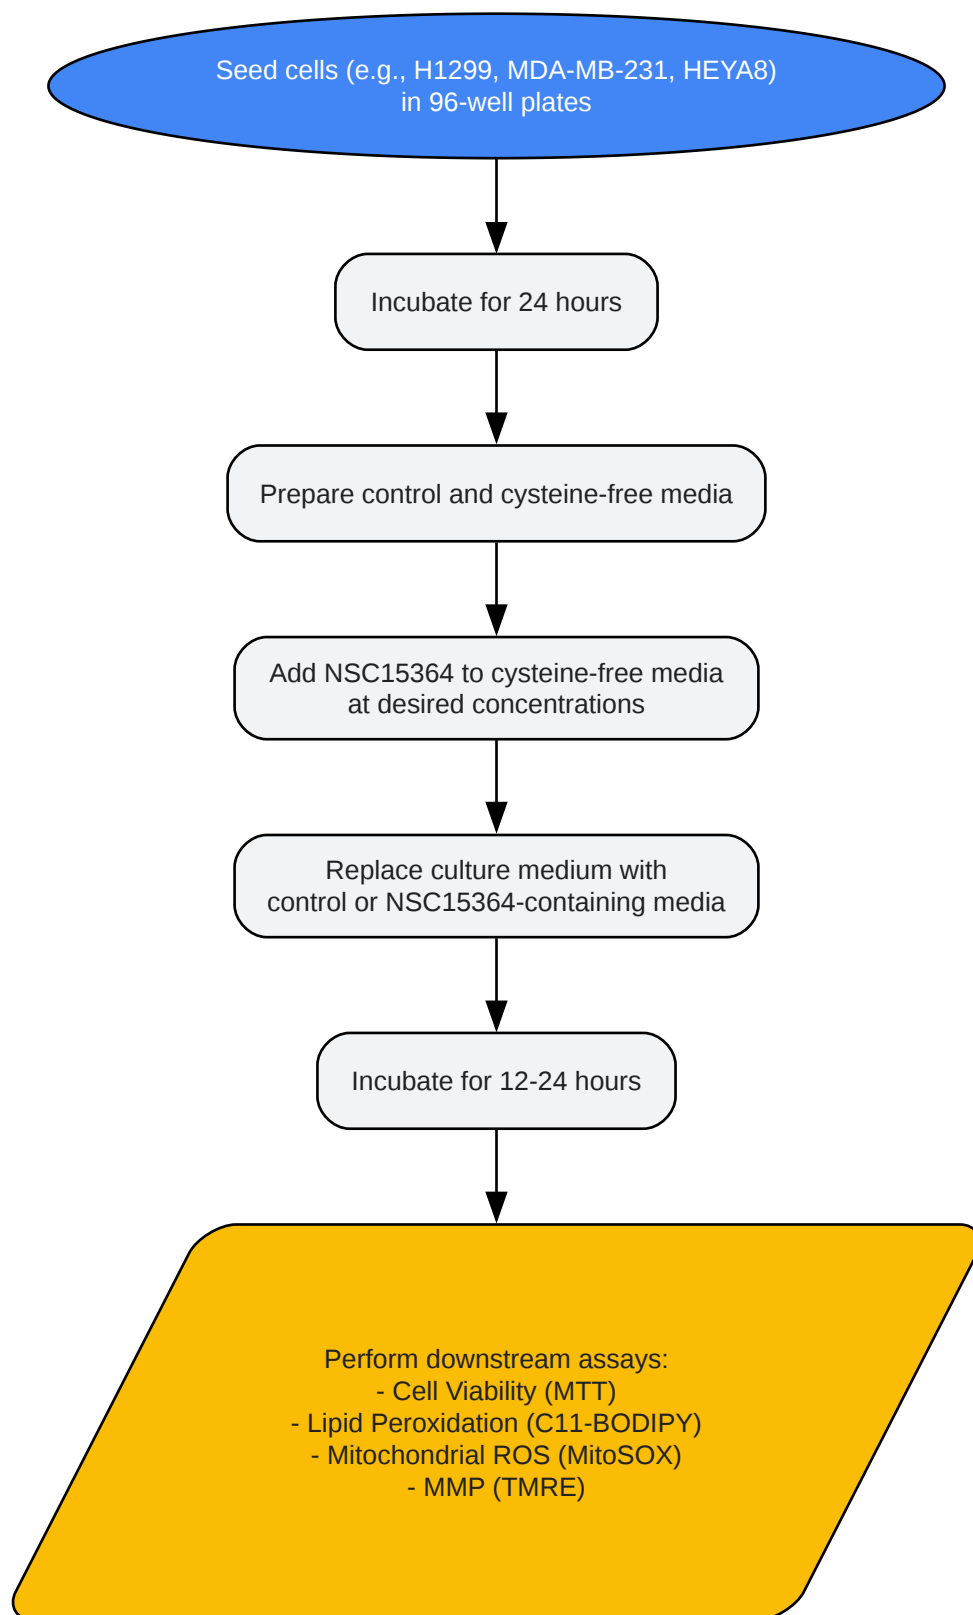 Seed cells (e.g., H1299, MDA-MB-231, HEYA8)
in 96-well plates
Incubate for 24 hours
Prepare control and cysteine-free media
Add NSC15364 to cysteine-free media
at desired concentrations
Replace culture medium with
control or NSC15364-containing media
Incubate for 12-24 hours
Perform downstream assays:
- Cell Viability (MTT)
- Lipid Peroxidation (C11-BODIPY)
- Mitochondrial ROS (MitoSOX)
- MMP (TMRE)